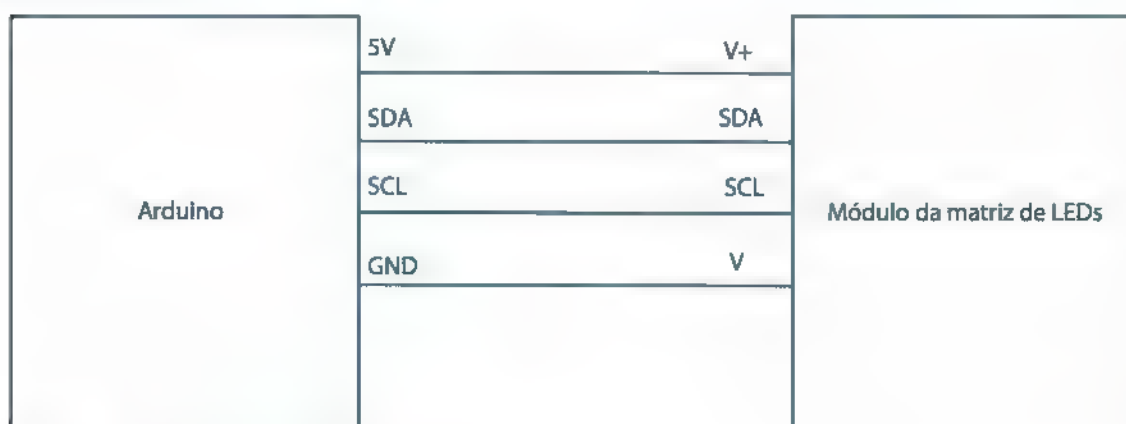 5V V+
SDA SDA
SCL SCL
Arduino Módulo da matriz de LEDs
GND V